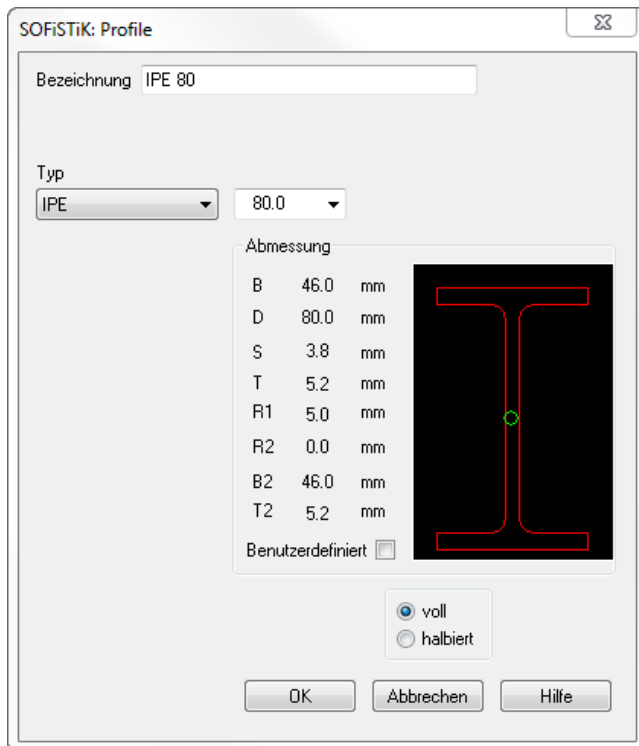 SOFiSTiK: Profile
Bezeichnung IPE 80
Typ
IPE 80.0
Abmessung
B 46.0 mm
D 80.0 mm
S 3.8 mm
T 5.2 mm
R1 5.0 mm
R2 0.0 mm
B2 46.0 mm
T2 5.2 mm
Benutzerdefiniert
voll
halbiert
OK Abbrechen Hilfe